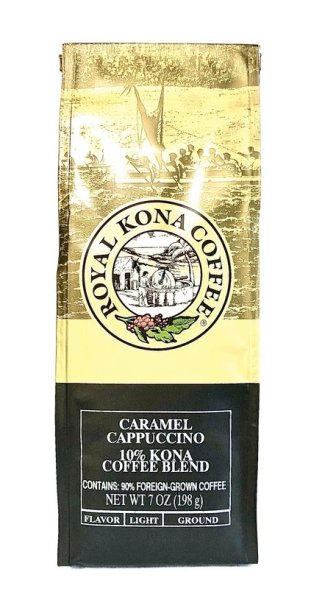 ROYAL KONA COFFEE
®
CARAMEL
CAPPUCCINO
10% KONA
COFFEE BLEND
CONTAINS: 90% FOREIGN-GROWN COFFEE
NET WT 7 OZ (198 g)
FLAVOR LIGHT GROUND